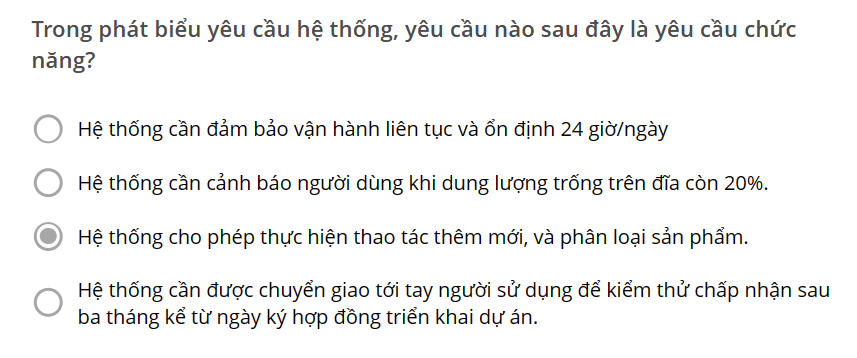 Trong phát biểu yêu cầu hệ thống, yêu cầu nào sau đây là yêu cầu chức
năng?
Hệ thống cần đảm bảo vận hành liên tục và ổn định 24 giờ/ngày
Hệ thống cần cảnh báo người dùng khi dung lượng trống trên đĩa còn 20%.
Hệ thống cho phép thực hiện thao tác thêm mới, và phân loại sản phẩm.
Hệ thống cần được chuyển giao tới tay người sử dụng để kiểm thử chấp nhận sau
ba tháng kể từ ngày ký hợp đồng triển khai dự án.